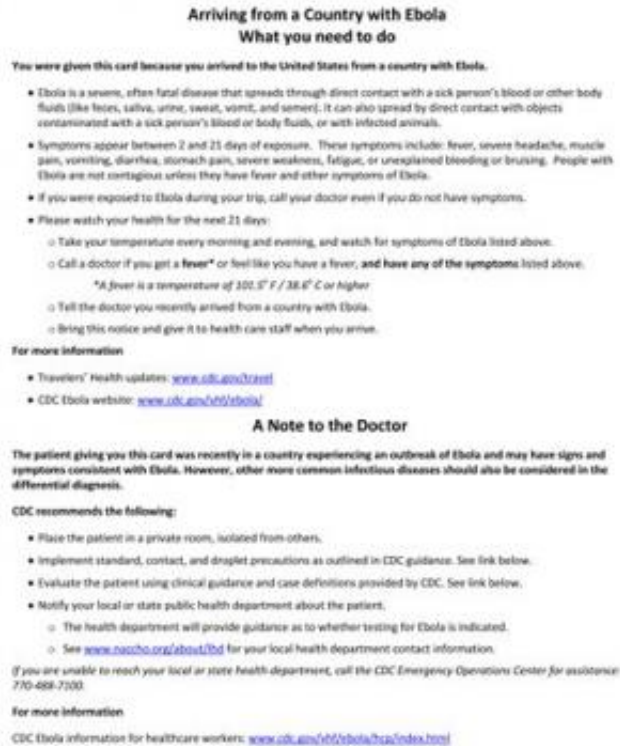 Arriving from a Country with Ebola
What you need to do
You were given this card because you arrived to the United States from a country with Ebola.
● Ebola is a severe, often fatal disease that spreads through direct contact with a sick person's blood or other body
fluids (like feces, saliva, urine, sweat, vomit, and semen). It can also spread by direct contact with objects
contaminated with a sick person's blood or body fluids, or with infected animals.
● Symptoms appear between 2 and 21 days of exposure. These symptoms include: fever, severe headache, muscle
pain, vomiting, diarrhea, stomach pain, severe weakness, fatigue, or unexplained bleeding or bruising. People with
Ebola are not contagious unless they have fever and other symptoms of Ebola.
● If you were exposed to Ebola during your trip, call your doctor even if you do not have symptoms.
● Please watch your health for the next 21 days:
○ Take your temperature every morning and evening, and watch for symptoms of Ebola listed above.
○ Call a doctor if you get a fever* or feel like you have a fever, and have any of the symptoms listed above.
*A fever is a temperature of 101.5° F / 38.6° C or higher
○ Tell the doctor you recently arrived from a country with Ebola.
○ Bring this notice and give it to health care staff when you arrive.
For more information
● Travelers' Health updates: www.cdc.gov/travel
● CDC Ebola website: www.cdc.gov/vhf/ebola/
A Note to the Doctor
The patient giving you this card was recently in a country experiencing an outbreak of Ebola and may have signs and
symptoms consistent with Ebola. However, other more common infectious diseases should also be considered in the
differential diagnosis.
CDC recommends the following:
● Place the patient in a private room, isolated from others.
● Implement standard, contact, and droplet precautions as outlined in CDC guidance. See link below.
● Evaluate the patient using clinical guidance and case definitions provided by CDC. See link below.
● Notify your local or state public health department about the patient.
○ The health department will provide guidance as to whether testing for Ebola is indicated.
○ See www.naccho.org/about/lhd for your local health department contact information.
If you are unable to reach your local or state health department, call the CDC Emergency Operations Center for assistance:
770-488-7100.
For more information
CDC Ebola information for healthcare workers: www.cdc.gov/vhf/ebola/hcp/index.html